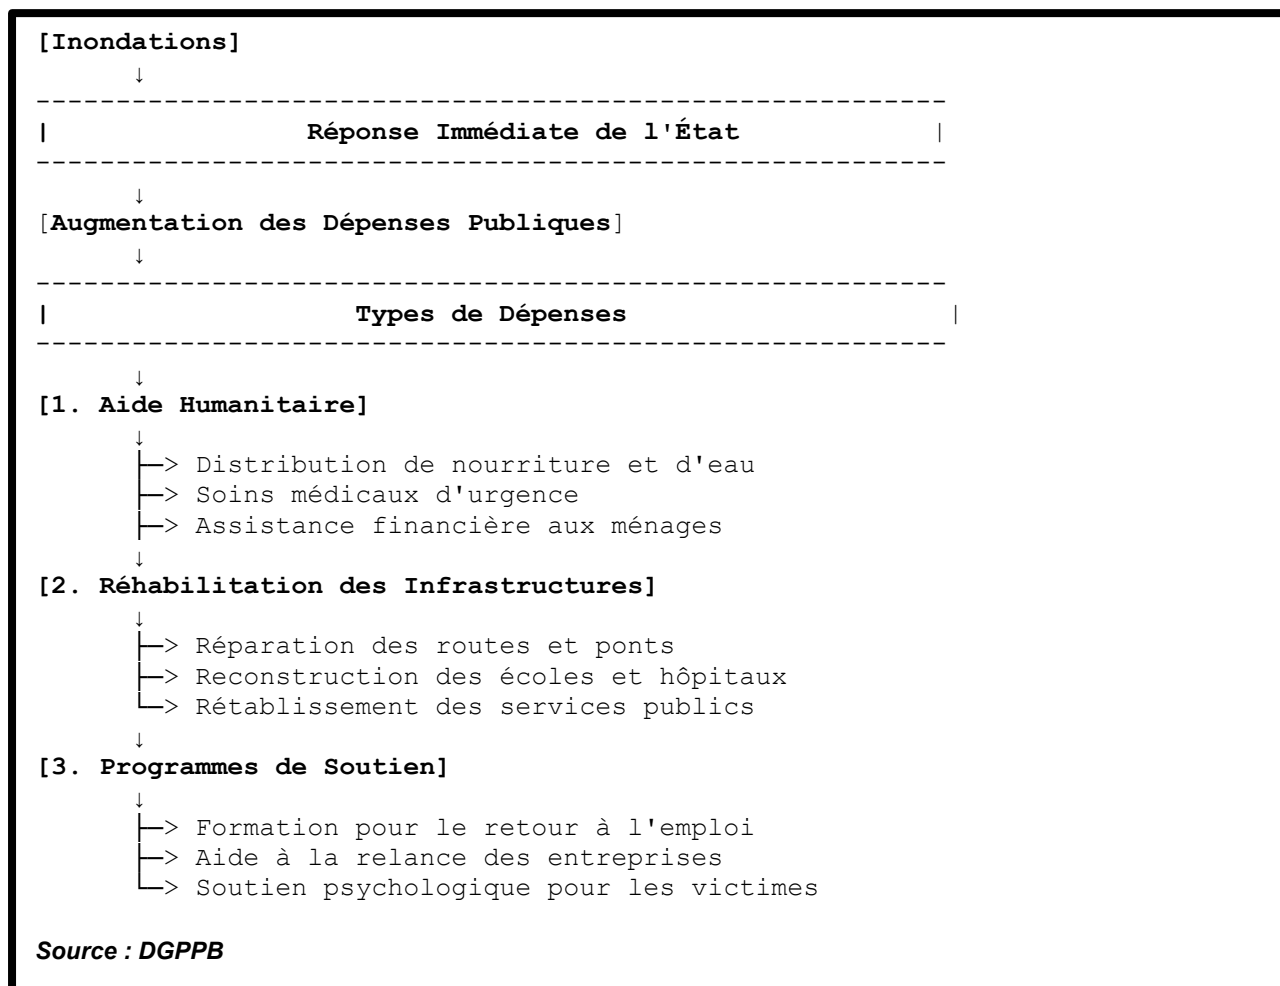 [Inondations]
↓
---------------------------------------------------------
| Réponse Immédiate de l'État |
---------------------------------------------------------
↓
[Augmentation des Dépenses Publiques]
↓
---------------------------------------------------------
| Types de Dépenses |
---------------------------------------------------------
↓
[1. Aide Humanitaire]
↓
├─> Distribution de nourriture et d'eau
├─> Soins médicaux d'urgence
├─> Assistance financière aux ménages
↓
[2. Réhabilitation des Infrastructures]
↓
├─> Réparation des routes et ponts
├─> Reconstruction des écoles et hôpitaux
└─> Rétablissement des services publics
↓
[3. Programmes de Soutien]
↓
├─> Formation pour le retour à l'emploi
├─> Aide à la relance des entreprises
└─> Soutien psychologique pour les victimes
Source : DGPPB